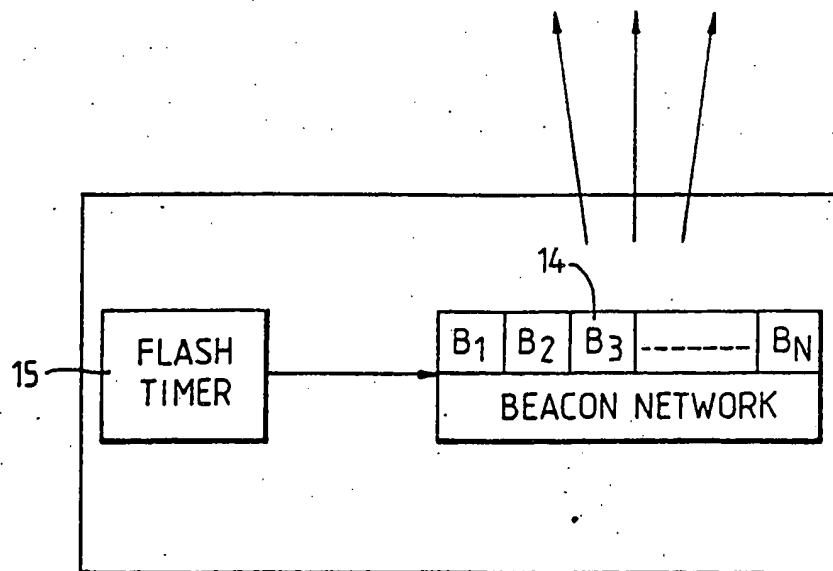 14
B1 B2 B3 ------- BN
15
FLASH
TIMER
BEACON NETWORK